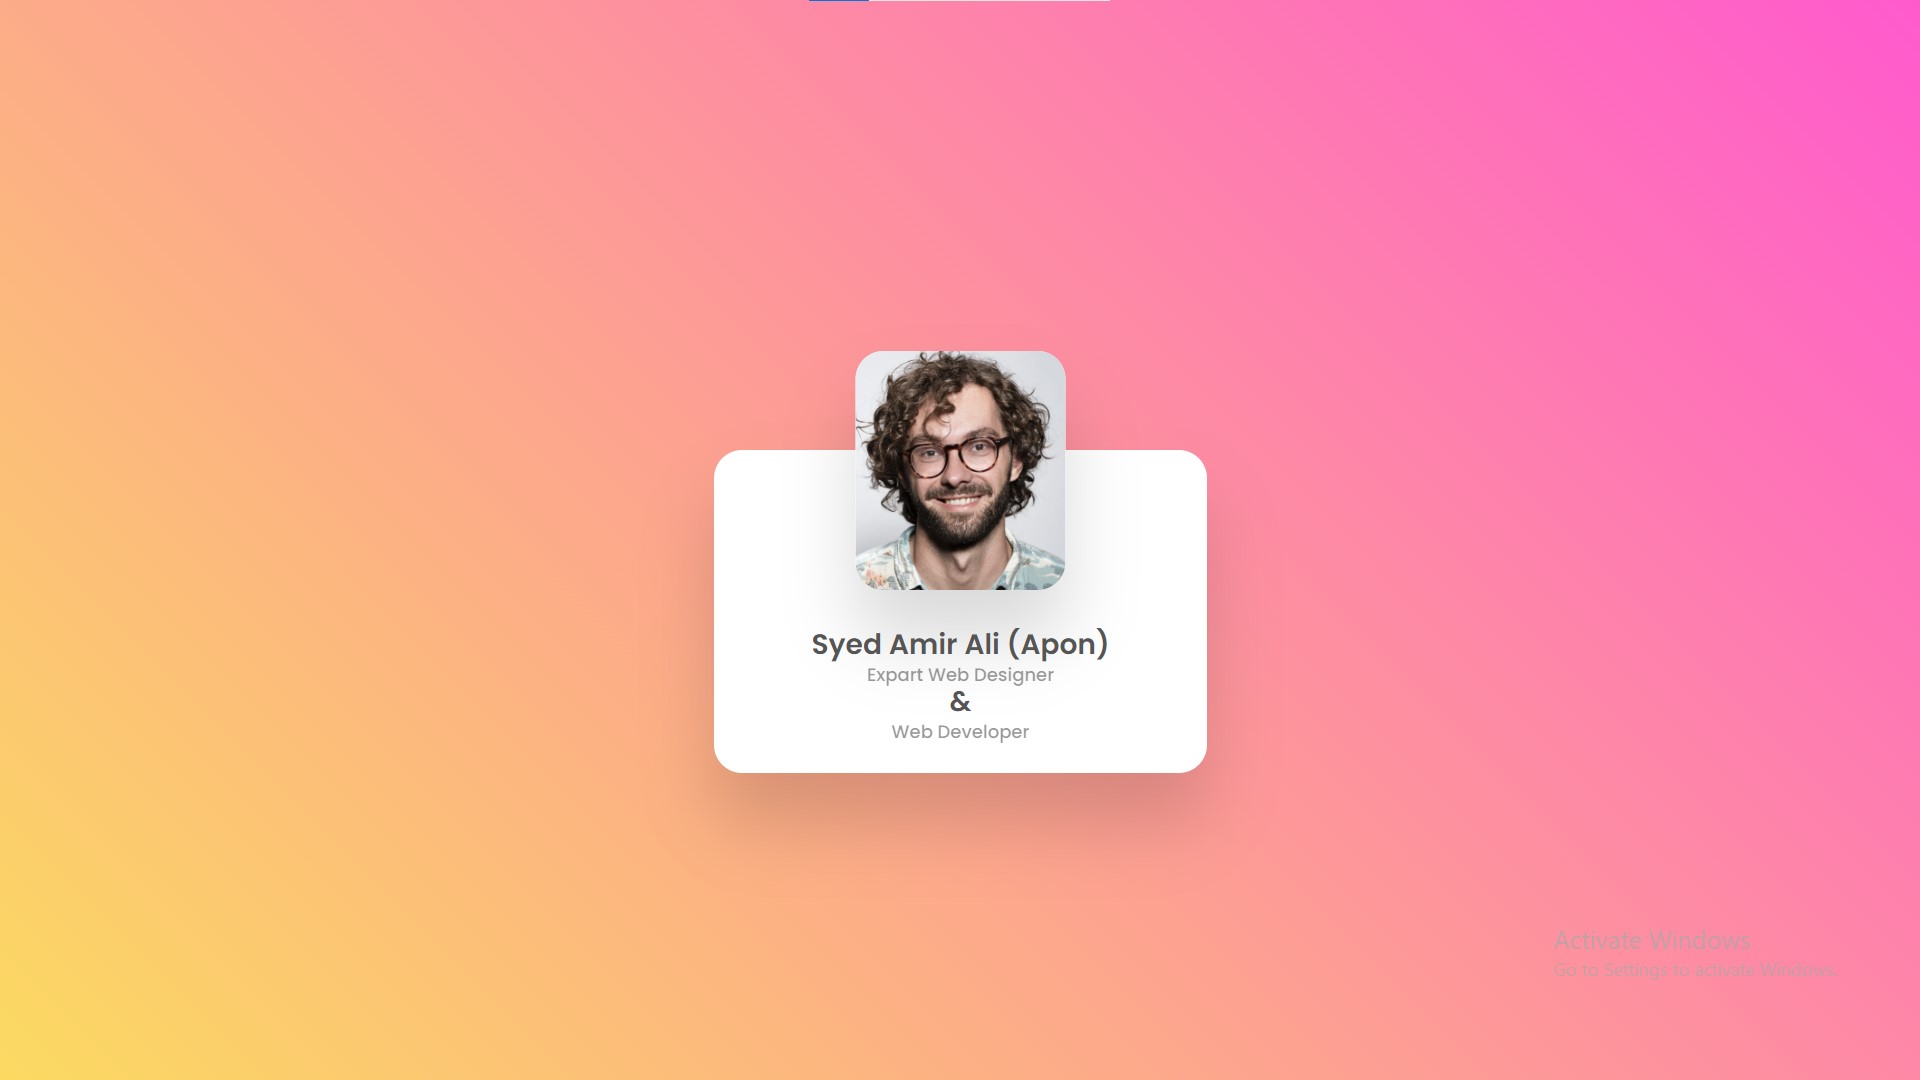 Syed Amir Ali (Apon)
Expart Web Designer
&
Web Developer
Activate Windows
Go to Settings to activate Windows.